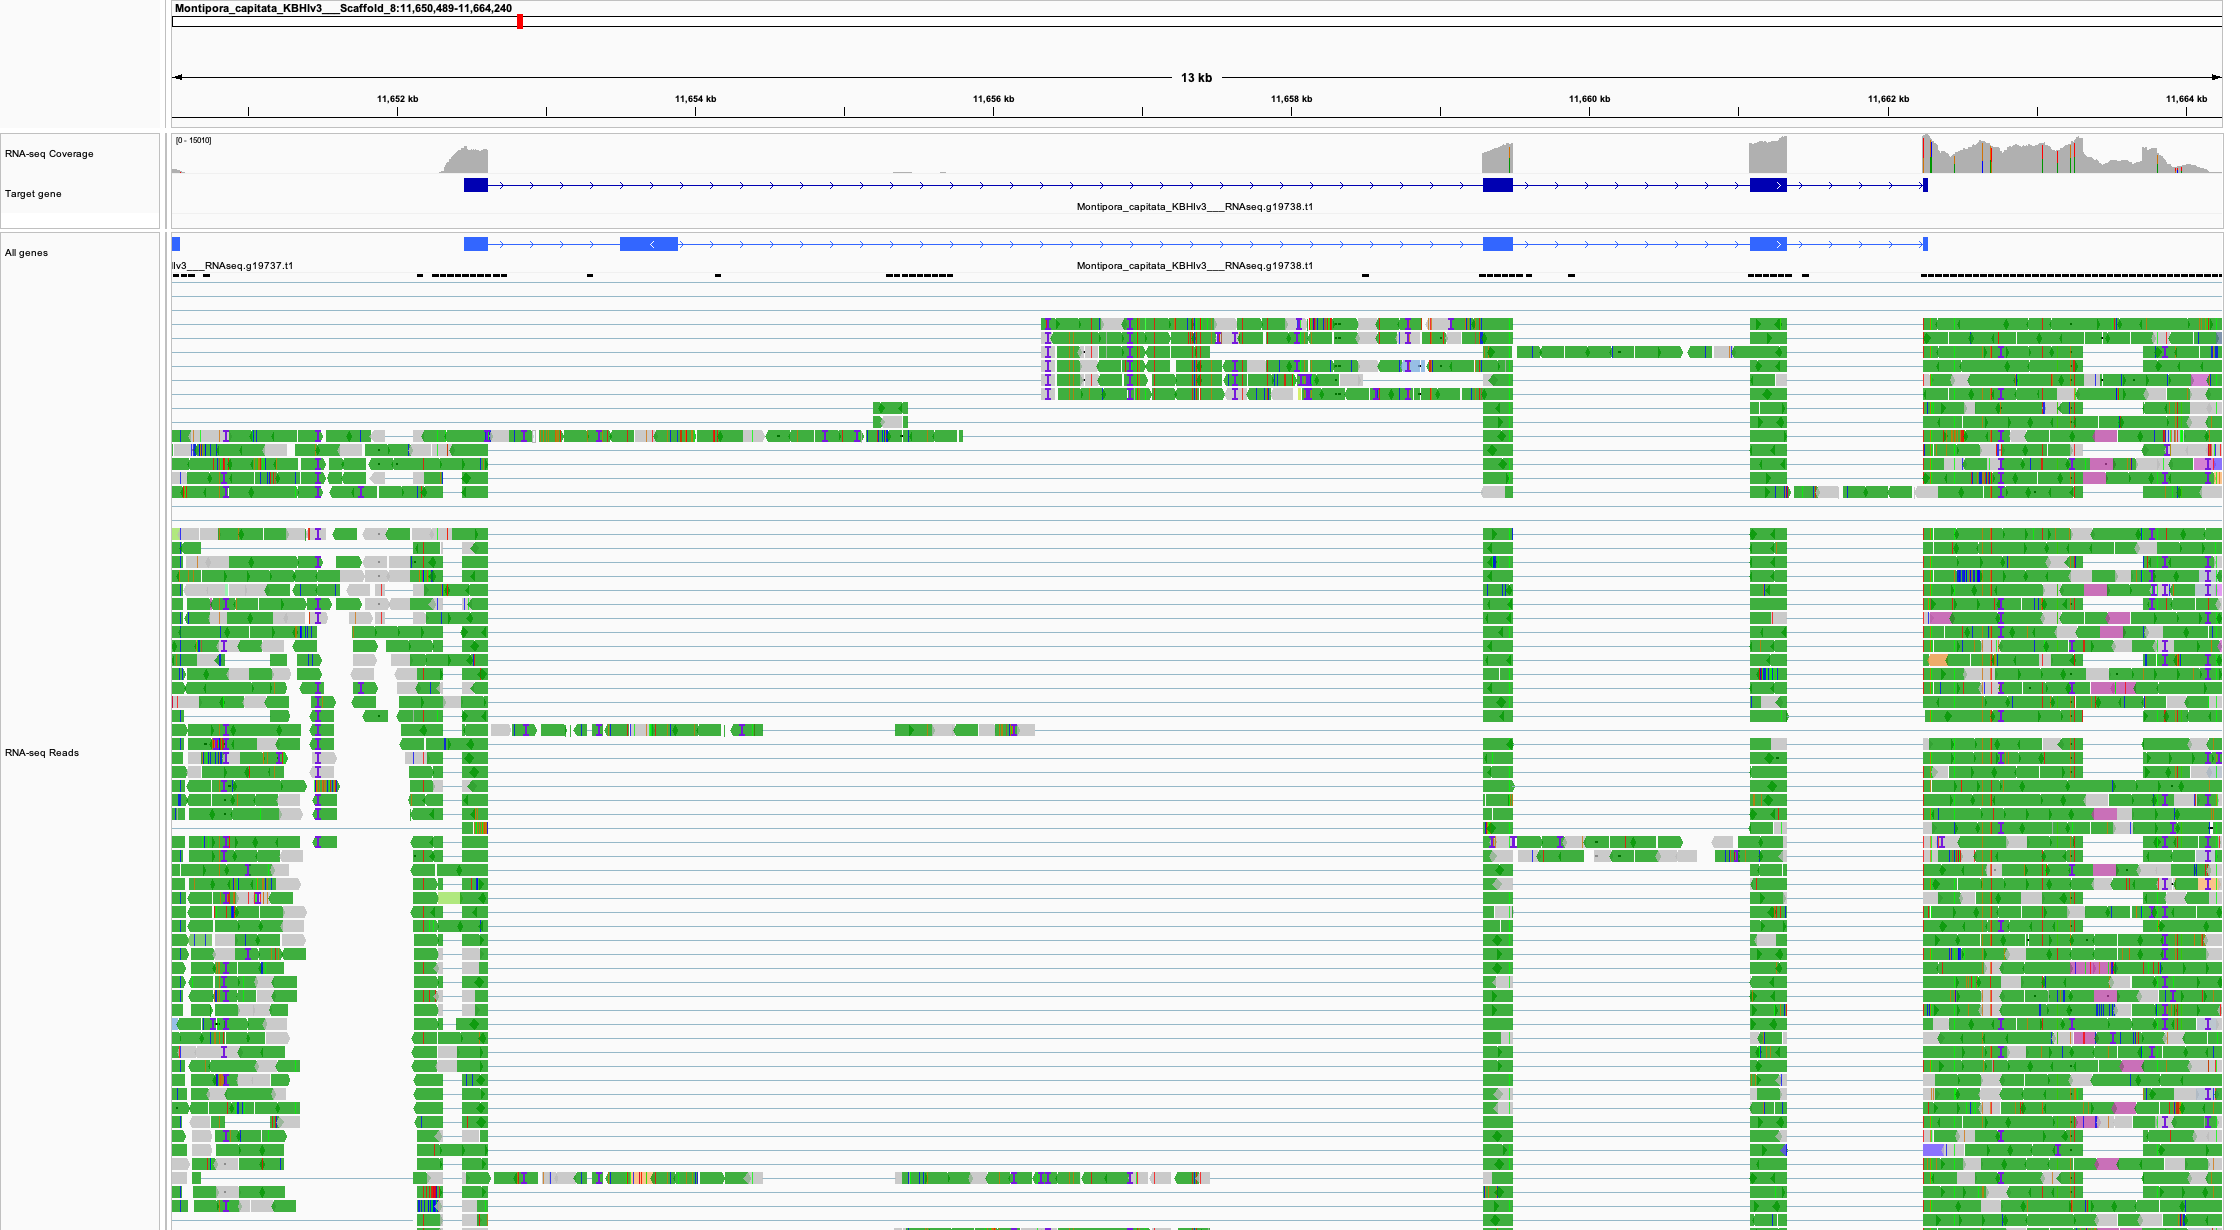 Montipora_capitata_KBHIv3___Scaffold_8:11,650,489-11,664,240
13 kb
11,652 kb 11,654 kb 11,656 kb 11,658 kb 11,660 kb 11,662 kb 11,664 kb
[0 - 15010]
RNA-seq Coverage
Target gene
Montipora_capitata_KBHIv3___RNAseq.g19738.t1
All genes
Iv3___RNAseq.g19737.t1 Montipora_capitata_KBHIv3___RNAseq.g19738.t1
RNA-seq Reads